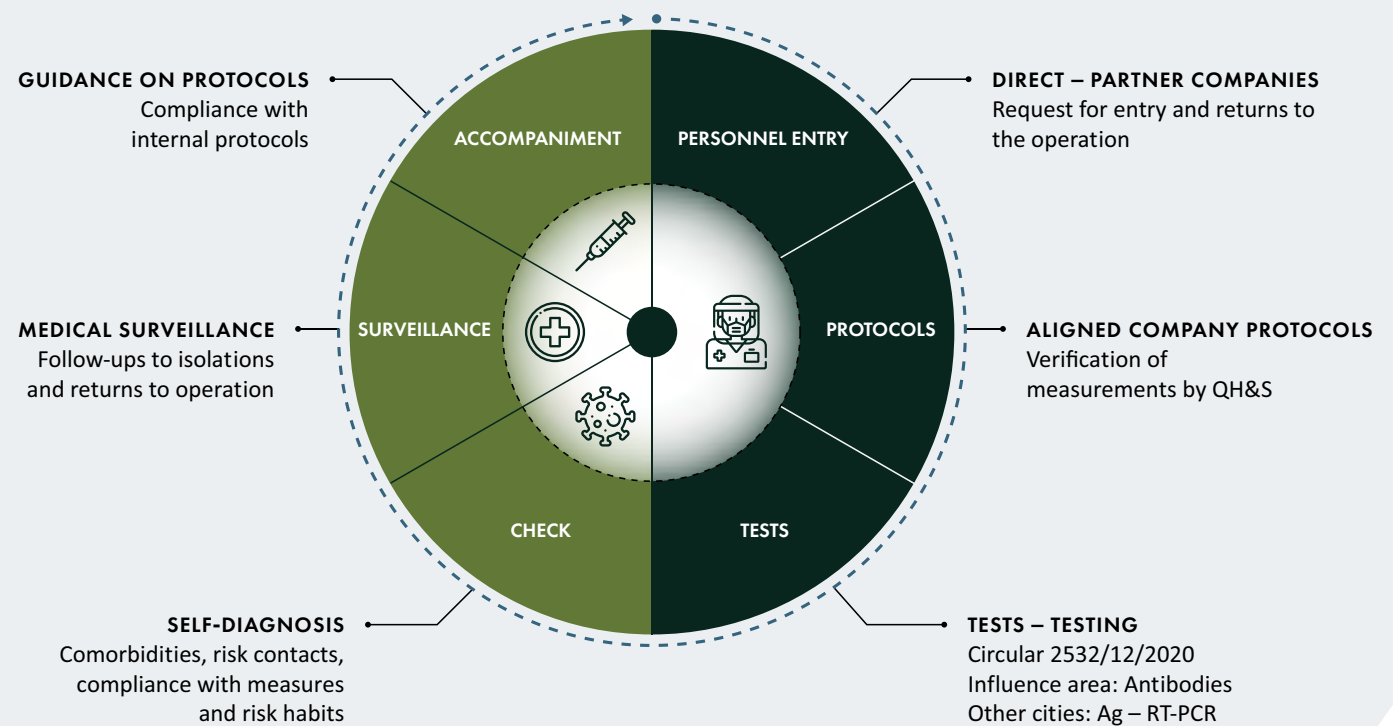 GUIDANCE ON PROTOCOLS
Compliance with
internal protocols
DIRECT – PARTNER COMPANIES
Request for entry and returns to
the operation
ACCOMPANIMENT
PERSONNEL ENTRY
MEDICAL SURVEILLANCE
Follow-ups to isolations
and returns to operation
SURVEILLANCE
PROTOCOLS
ALIGNED COMPANY PROTOCOLS
Verification of
measurements by QH&S
CHECK
TESTS
SELF-DIAGNOSIS
Comorbidities, risk contacts,
compliance with measures
and risk habits
TESTS – TESTING
Circular 2532/12/2020
Influence area: Antibodies
Other cities: Ag – RT-PCR